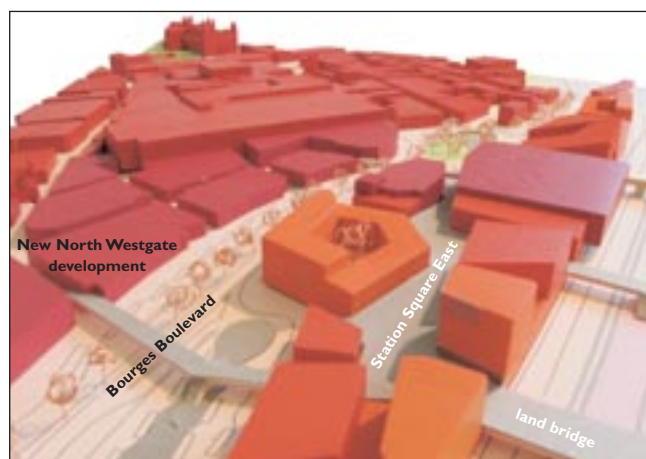 New North Westgate
development
Bourges Boulevard
Station Square East
land bridge